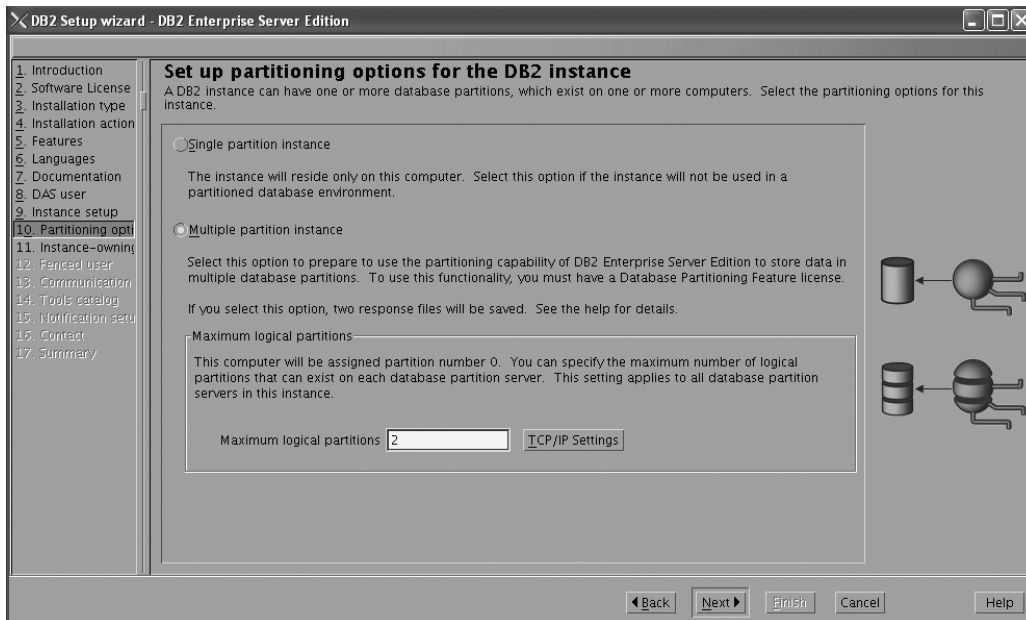 DB2 Setup wizard - DB2 Enterprise Server Edition
1. Introduction
2. Software License
3. Installation type
4. Installation action
5. Features
6. Languages
7. Documentation
8. DAS user
9. Instance setup
10. Partitioning opti
11. Instance-owning
12. Fenced user
13. Communication
14. Tools catalog
15. Notification setu
16. Contact
17. Summary
Set up partitioning options for the DB2 instance
A DB2 instance can have one or more database partitions, which exist on one or more computers. Select the partitioning options for this
instance.
Single partition instance
The instance will reside only on this computer. Select this option if the instance will not be used in a
partitioned database environment.
Multiple partition instance
Select this option to prepare to use the partitioning capability of DB2 Enterprise Server Edition to store data in
multiple database partitions. To use this functionality, you must have a Database Partitioning Feature license.
If you select this option, two response files will be saved. See the help for details.
Maximum logical partitions
This computer will be assigned partition number 0. You can specify the maximum number of logical
partitions that can exist on each database partition server. This setting applies to all database partition
servers in this instance.
Maximum logical partitions 2 TCP/IP Settings
Back Next Finish Cancel Help